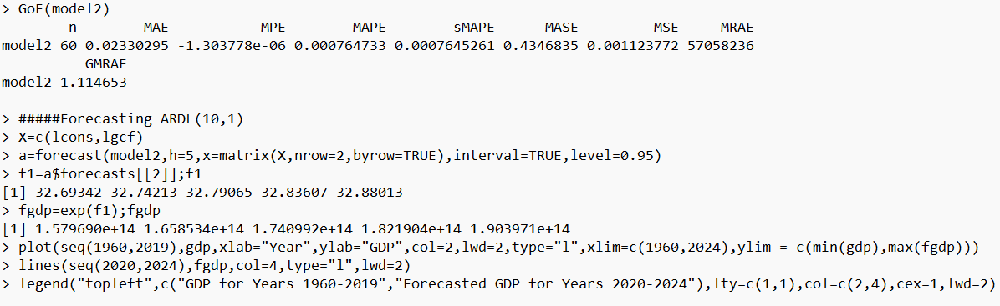 > GoF(model2)
n MAE MPE MAPE sMAPE MASE MSE MRAE
model2 60 0.02330295 -1.303778e-06 0.000764733 0.0007645261 0.4346835 0.001123772 57058236
GMRAE
model2 1.114653
> #####Forecasting ARDL(10,1)
> X=c(lcons,lgcf)
> a=forecast(model2,h=5,x=matrix(X,nrow=2,byrow=TRUE),interval=TRUE,level=0.95)
> f1=a$forecasts[[2]];f1
[1] 32.69342 32.74213 32.79065 32.83607 32.88013
> fgdp=exp(f1);fgdp
[1] 1.579690e+14 1.658534e+14 1.740992e+14 1.821904e+14 1.903971e+14
> plot(seq(1960,2019),gdp,xlab="Year",ylab="GDP",col=2,lwd=2,type="l",xlim=c(1960,2024),ylim = c(min(gdp),max(fgdp)))
> lines(seq(2020,2024),fgdp,col=4,type="l",lwd=2)
> legend("topleft",c("GDP for Years 1960-2019","Forecasted GDP for Years 2020-2024"),lty=c(1,1),col=c(2,4),cex=1,lwd=2)